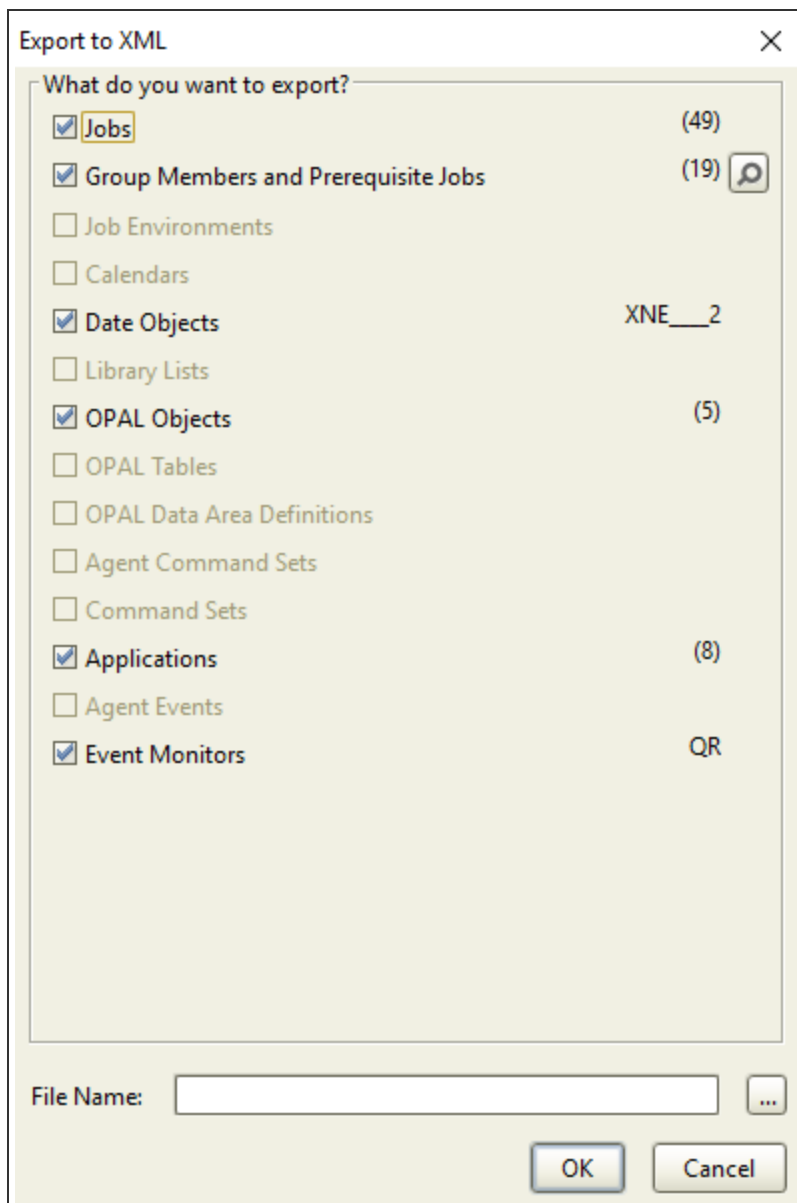 Export to XML
What do you want to export?
Jobs (49)
Group Members and Prerequisite Jobs (19)
Job Environments
Calendars
Date Objects XNE____2
Library Lists
OPAL Objects (5)
OPAL Tables
OPAL Data Area Definitions
Agent Command Sets
Command Sets
Applications (8)
Agent Events
Event Monitors QR
File Name: ...
OK Cancel